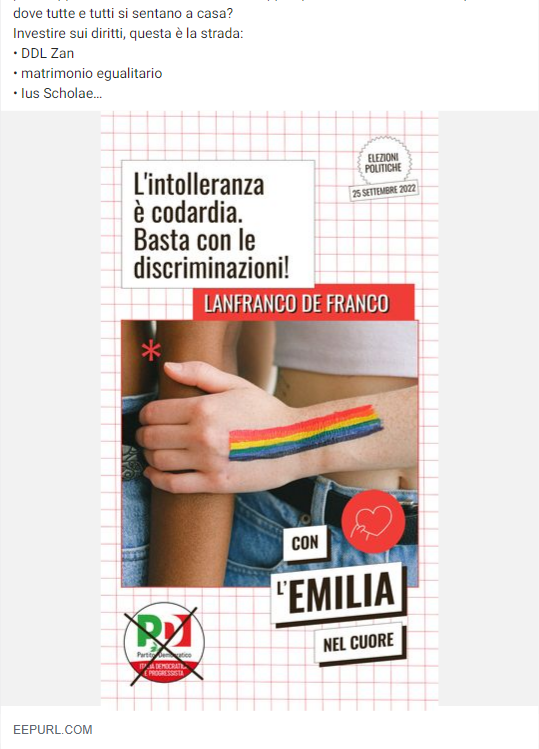 dove tutte e tutti si sentano a casa?
Investire sui diritti, questa è la strada:
• DDL Zan
• matrimonio egualitario
• Ius Scholae...
ELEZIONI
POLITICHE
25 SETTEMBRE 2022
L'intolleranza
è codardia.
Basta con le
discriminazioni!
LANFRANCO DE FRANCO
*
CON
L'EMILIA
NEL CUORE
PD
Partito Democratico
ITALIA DEMOCRATICA
E PROGRESSISTA
EEPURL.COM